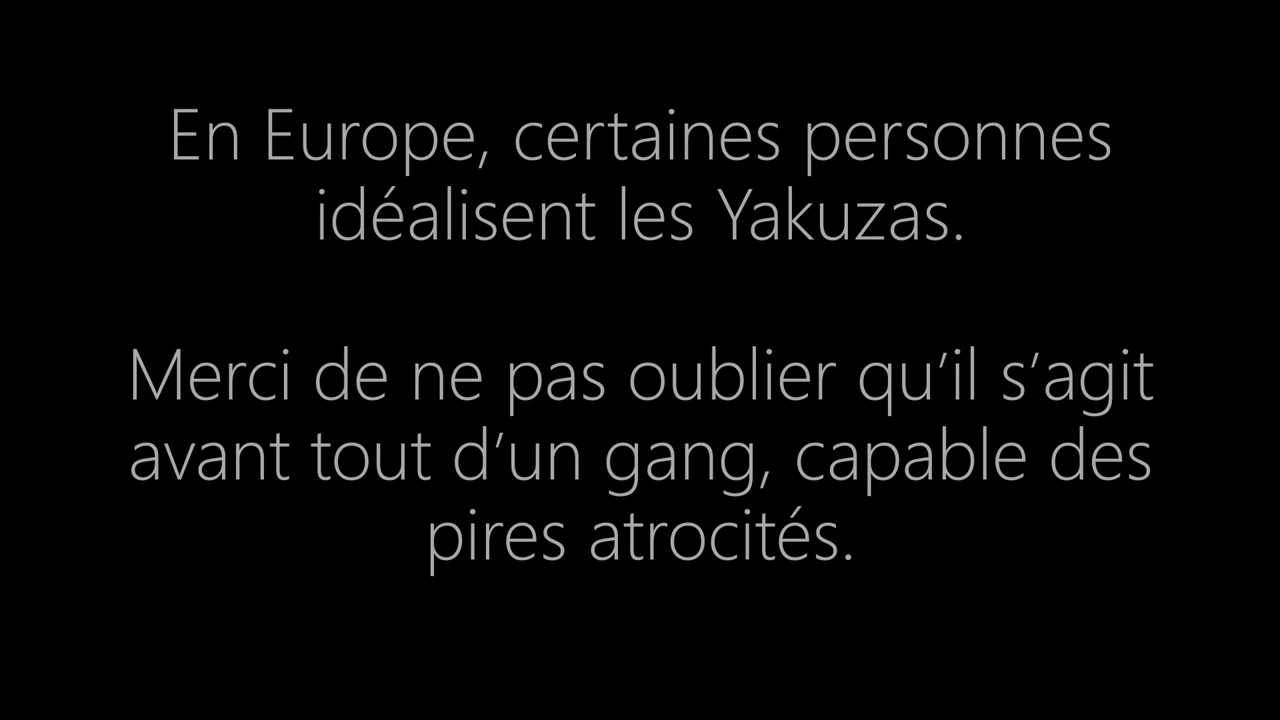 En Europe, certaines personnes
idéalisent les Yakuzas.
Merci de ne pas oublier qu’il s’agit
avant tout d’un gang, capable des
pires atrocités.